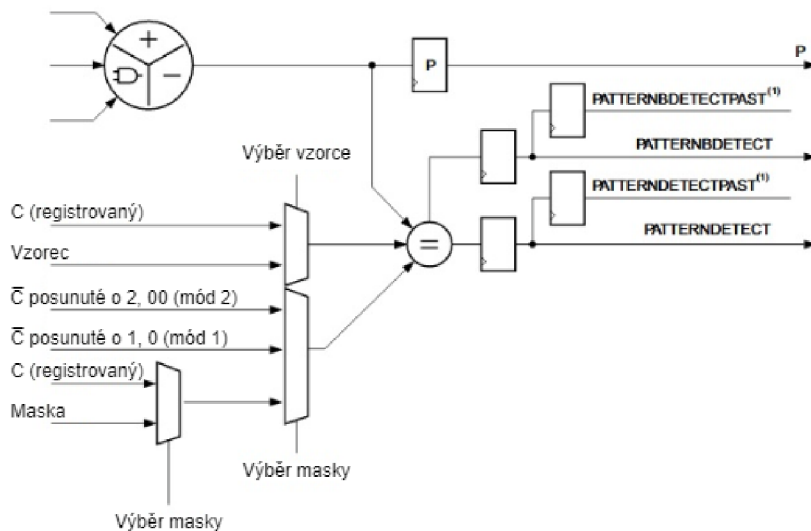 +
−
P
P
PATTERNBDETECTPAST(1)
PATTERNBDETECT
PATTERNDETECTPAST(1)
PATTERNDETECT
Výběr vzorce
C (registrovaný)
Vzorec
=
C̅ posunuté o 2, 00 (mód 2)
C̅ posunuté o 1, 0 (mód 1)
C (registrovaný)
Maska
Výběr masky
Výběr masky